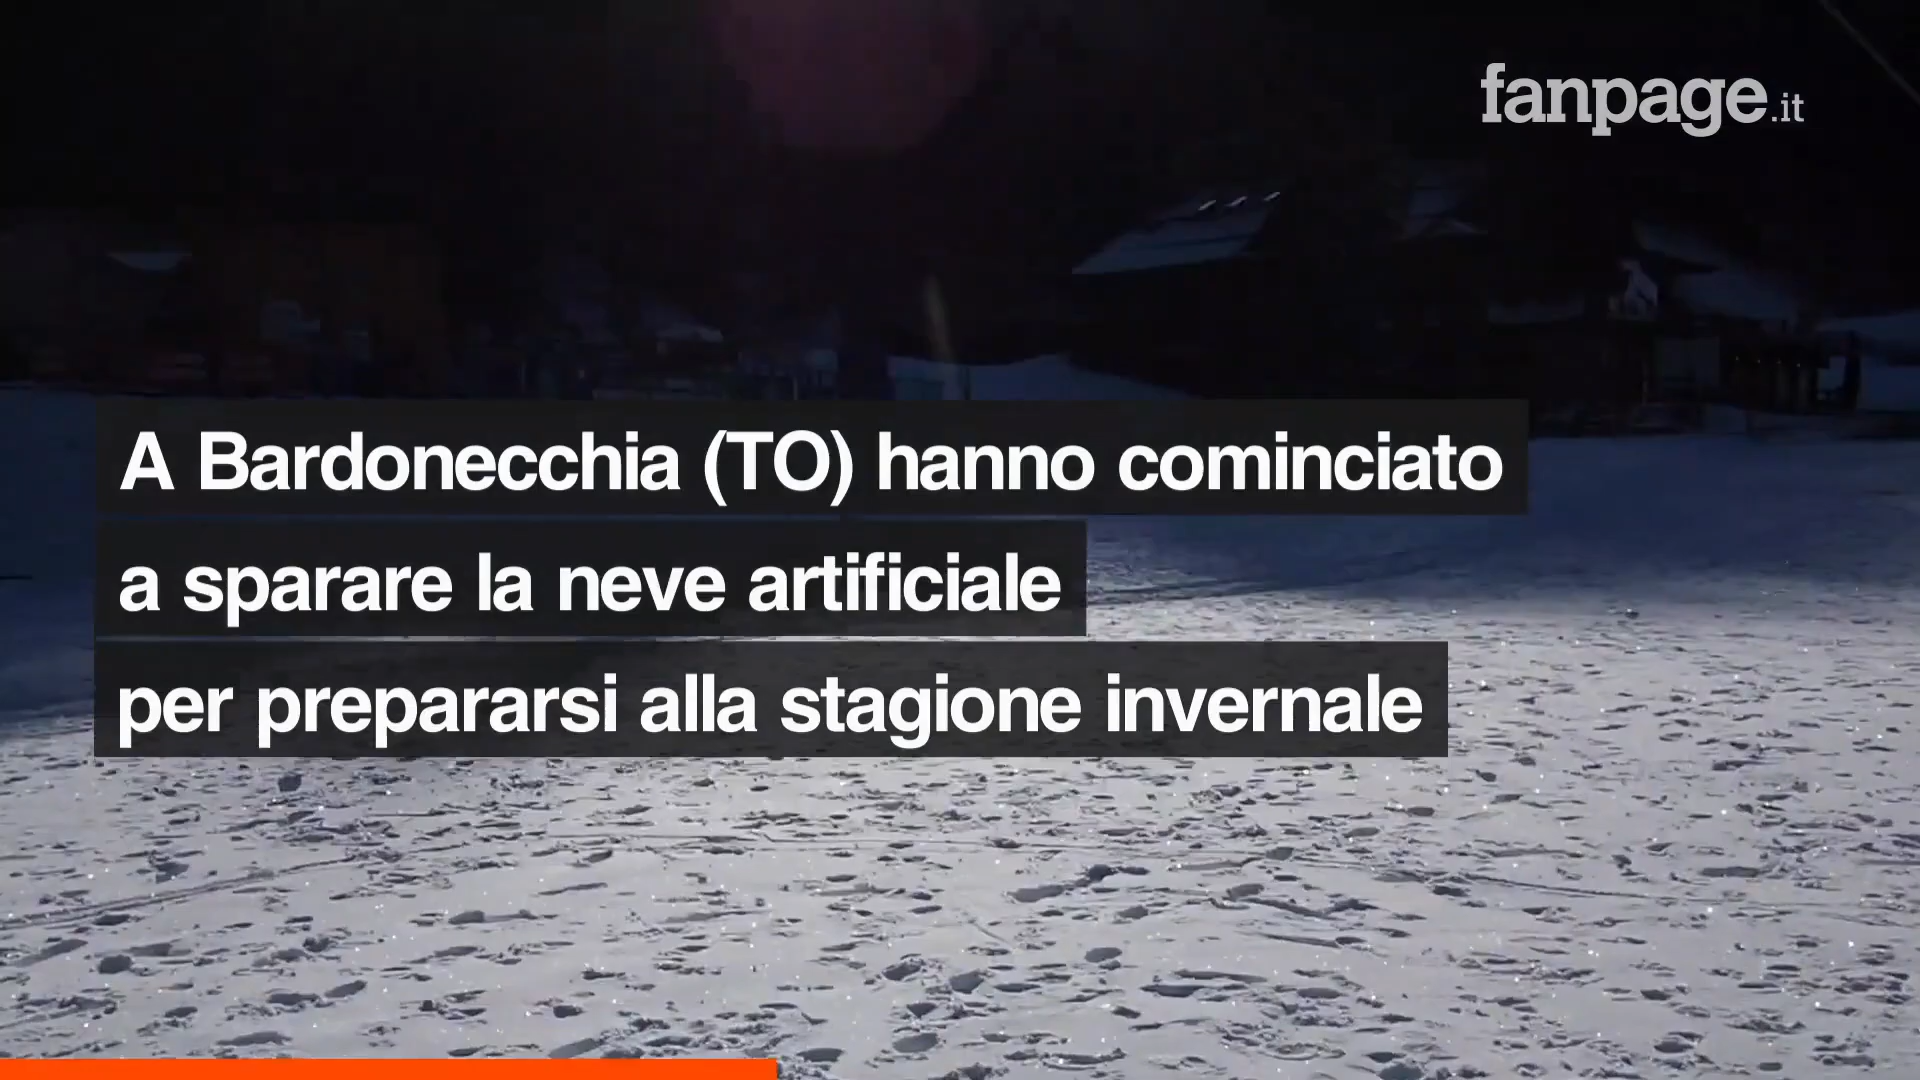 fanpage.it
A Bardonecchia (TO) hanno cominciato
a sparare la neve artificiale
per prepararsi alla stagione invernale